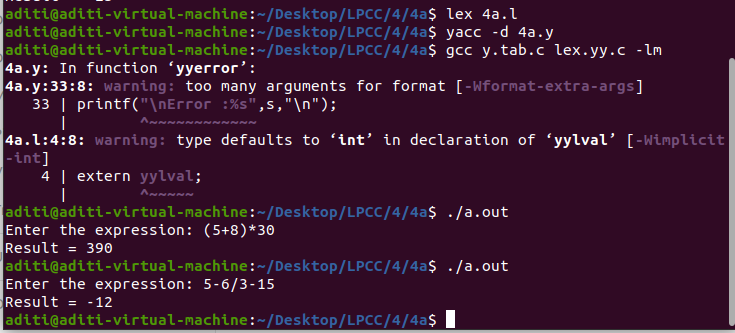 aditi@aditi-virtual-machine:~/Desktop/LPCC/4/4a$ lex 4a.l
aditi@aditi-virtual-machine:~/Desktop/LPCC/4/4a$ yacc -d 4a.y
aditi@aditi-virtual-machine:~/Desktop/LPCC/4/4a$ gcc y.tab.c lex.yy.c -lm
4a.y: In function ‘yyerror’:
4a.y:33:8: warning: too many arguments for format [-Wformat-extra-args]
   33 | printf("\nError :%s",s,"\n");
      |        ^~~~~~~~~~~~~
4a.l:4:8: warning: type defaults to ‘int’ in declaration of ‘yylval’ [-Wimplicit
-int]
    4 | extern yylval;
      |        ^~~~~~
aditi@aditi-virtual-machine:~/Desktop/LPCC/4/4a$ ./a.out
Enter the expression: (5+8)*30
Result = 390
aditi@aditi-virtual-machine:~/Desktop/LPCC/4/4a$ ./a.out
Enter the expression: 5-6/3-15
Result = -12
aditi@aditi-virtual-machine:~/Desktop/LPCC/4/4a$